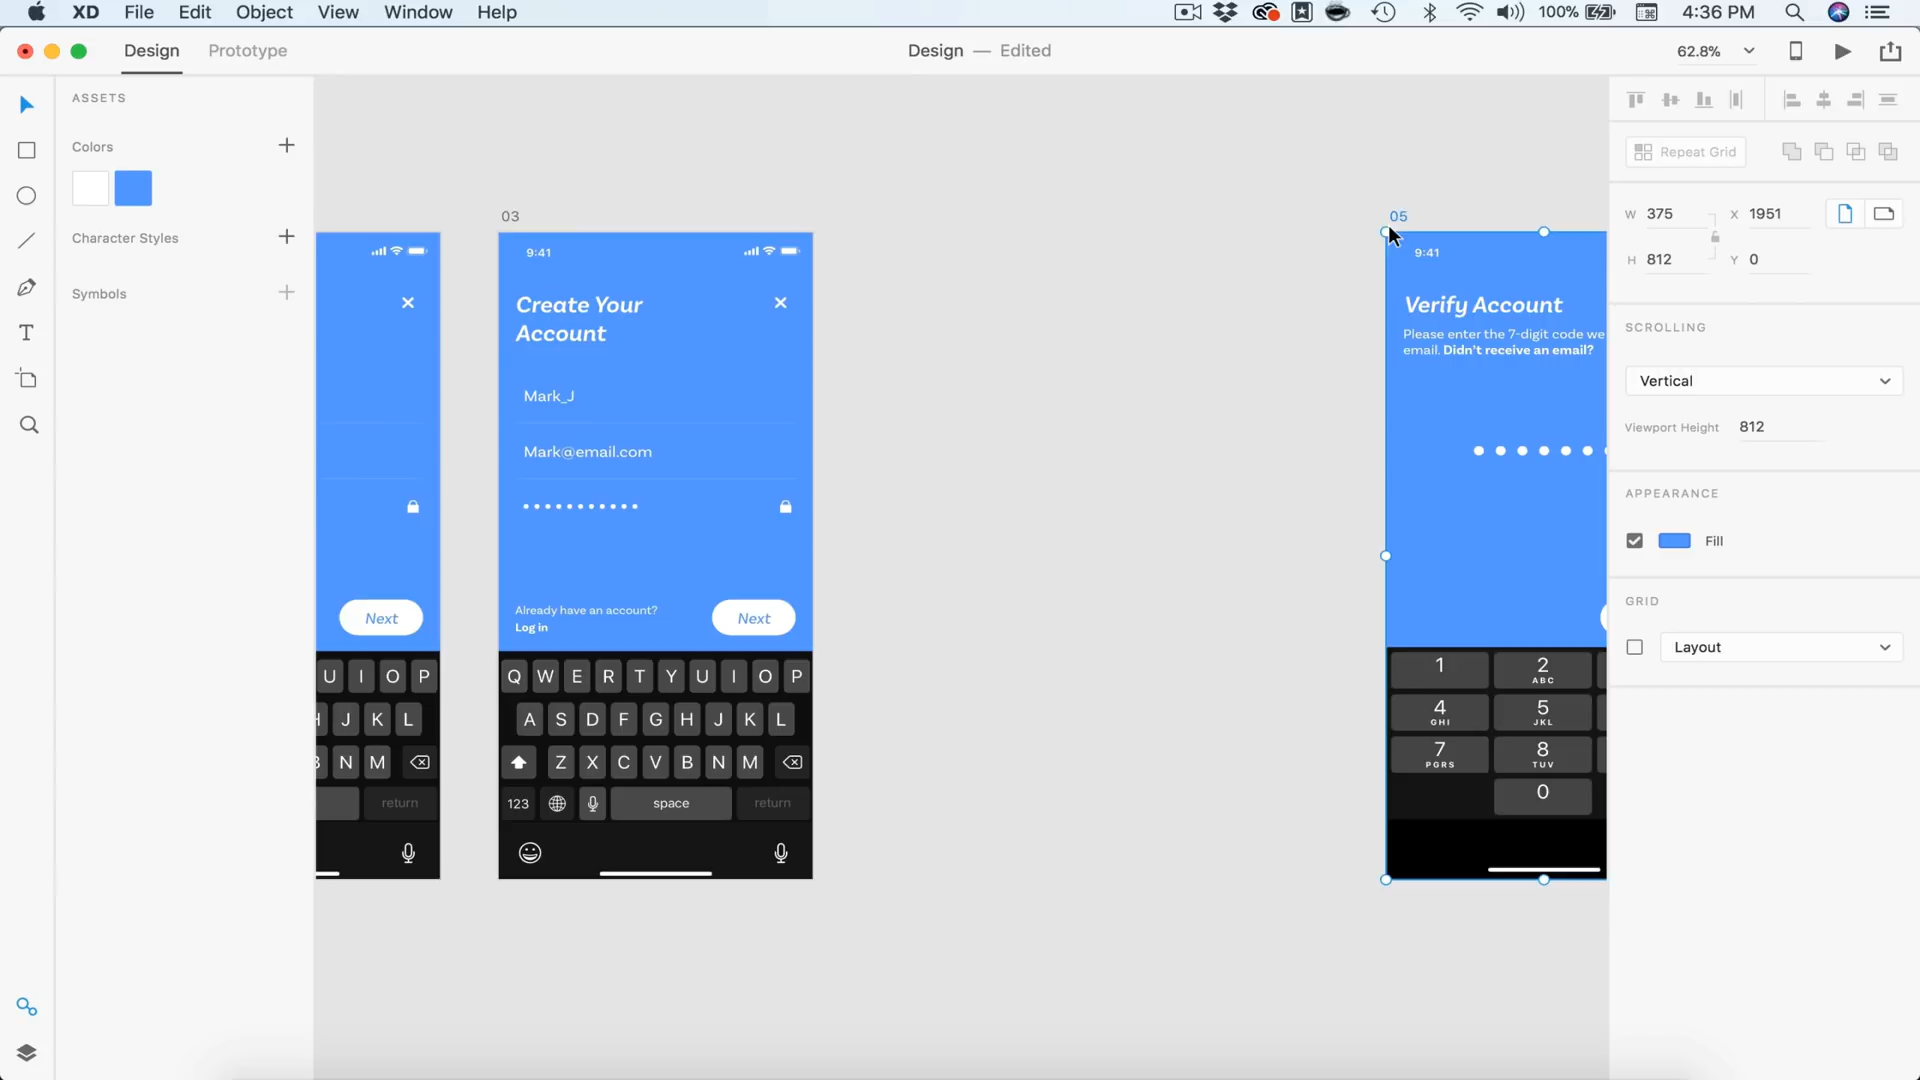 XD File Edit Object View Window Help
100% 4:36 PM
Design Prototype
Design — Edited
62.8%
ASSETS
Colors
Character Styles
Symbols
Next
U I O P
J K L
N M
return
03
9:41
Create Your
Account
Mark_J
Mark@email.com
Already have an account?
Log in
Next
Q W E R T Y U I O P
A S D F G H J K L
Z X C V B N M
123 space return
05
9:41
Verify Account
Please enter the 7-digit code we
email. Didn't receive an email?
1 2
ABC
4 5
GHI JKL
7 8
PGRS TUV
0
Repeat Grid
W 375 X 1951
H 812 Y 0
SCROLLING
Vertical
Viewport Height 812
APPEARANCE
Fill
GRID
Layout